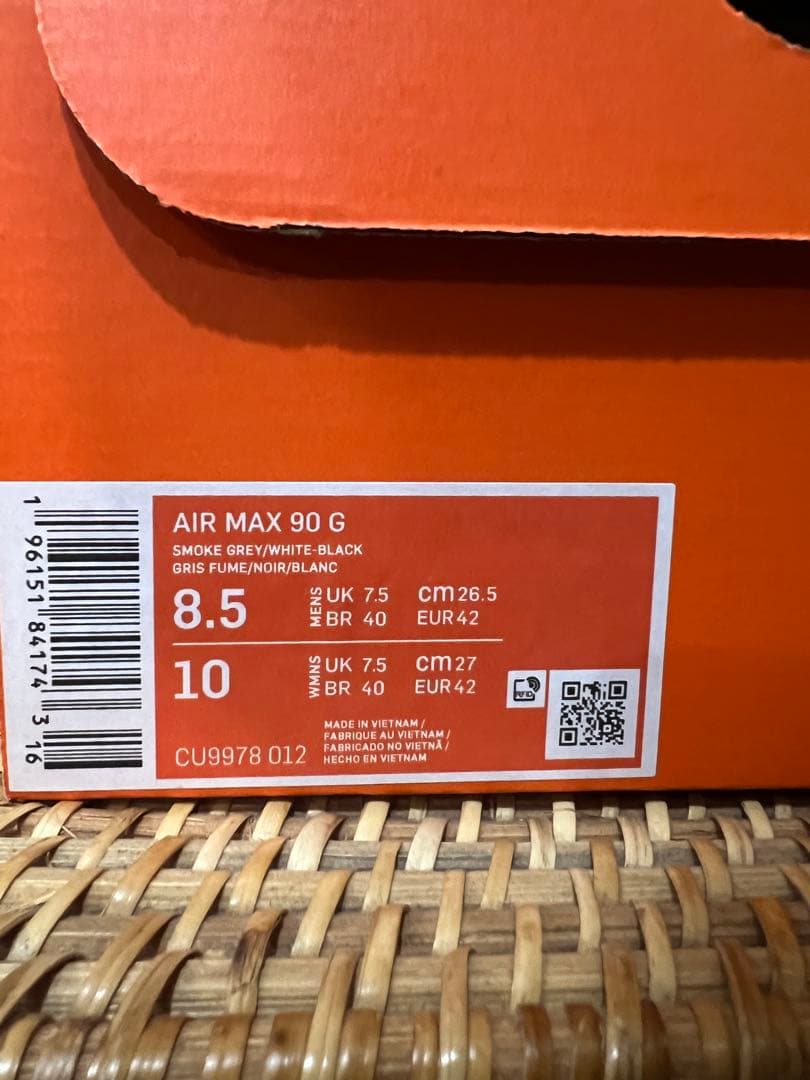 AIR MAX 90 G
SMOKE GREY/WHITE-BLACK
GRIS FUME/NOIR/BLANC
8.5 MENS UK 7.5 cm 26.5
BR 40 EUR 42
10 WMNS UK 7.5 cm 27
BR 40 EUR 42
RFID
CU9978 012
MADE IN VIETNAM /
FABRIQUE AU VIETNAM /
FABRICADO NO VIETNÃ /
HECHO EN VIETNAM
1 96151 84174 3 16